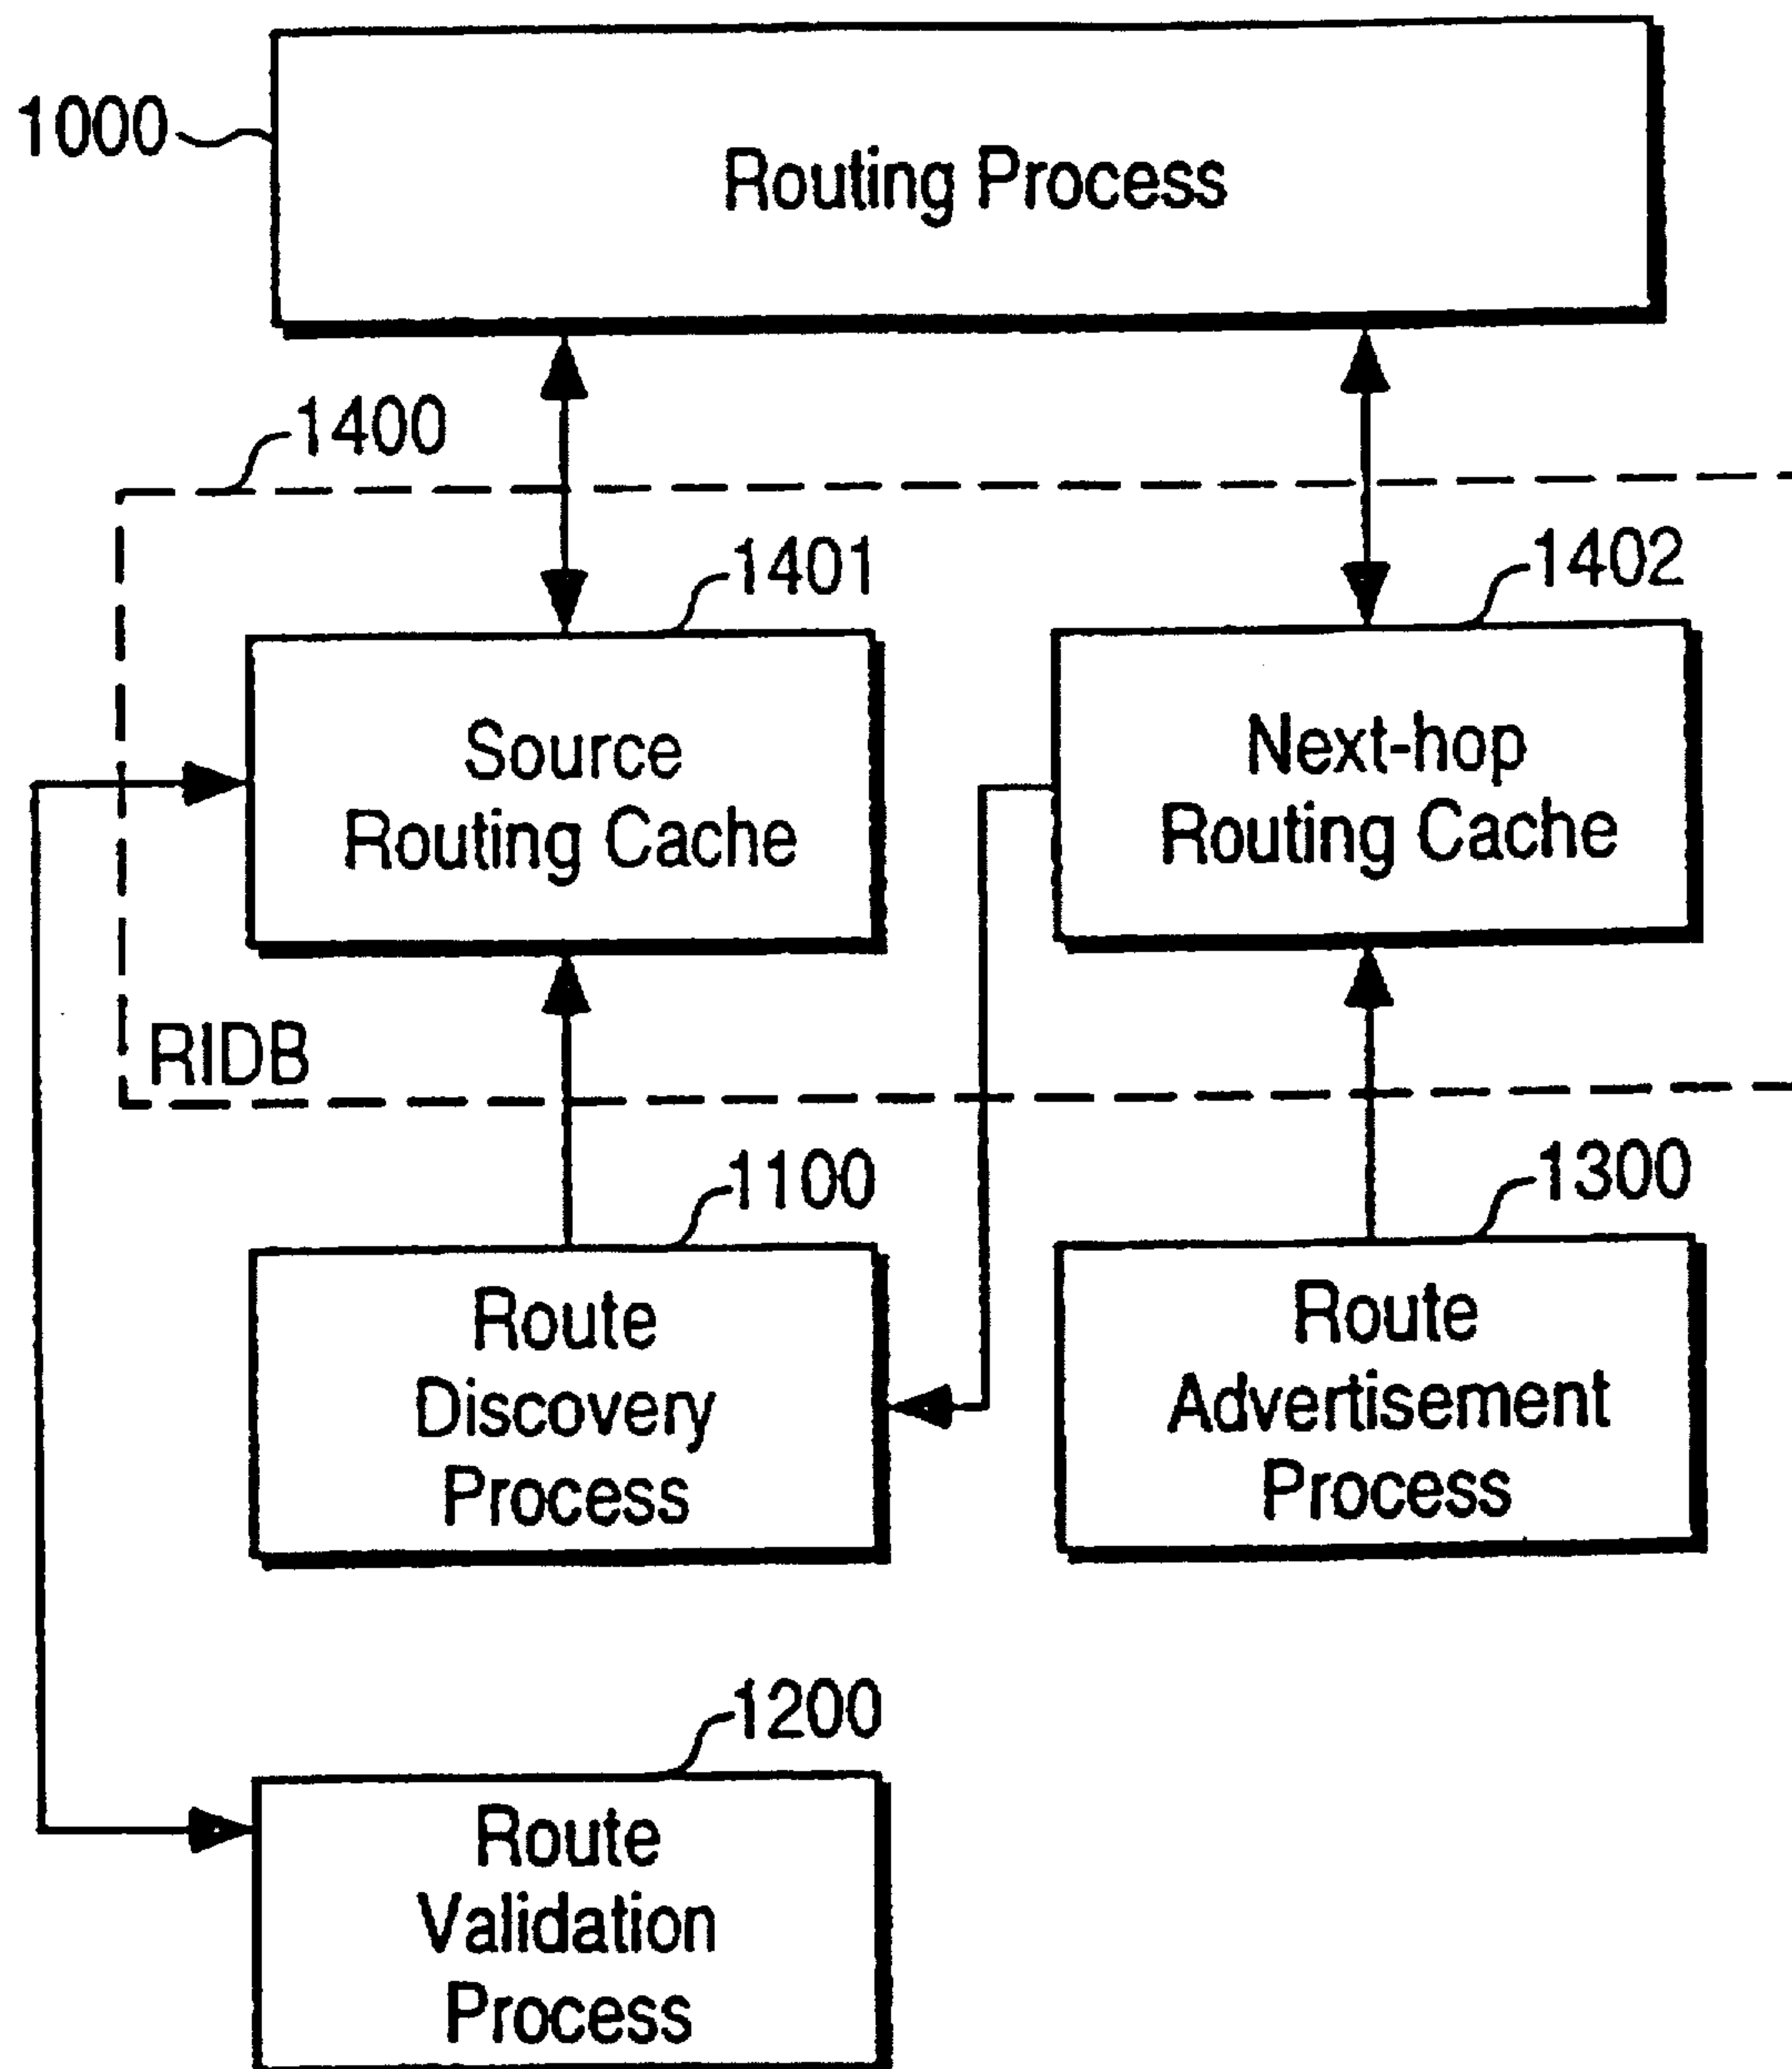 1000
Routing Process
1400
1401
1402
Source
Routing Cache
Next-hop
Routing Cache
RIDB
1100
1300
Route
Discovery
Process
Route
Advertisement
Process
1200
Route
Validation
Process